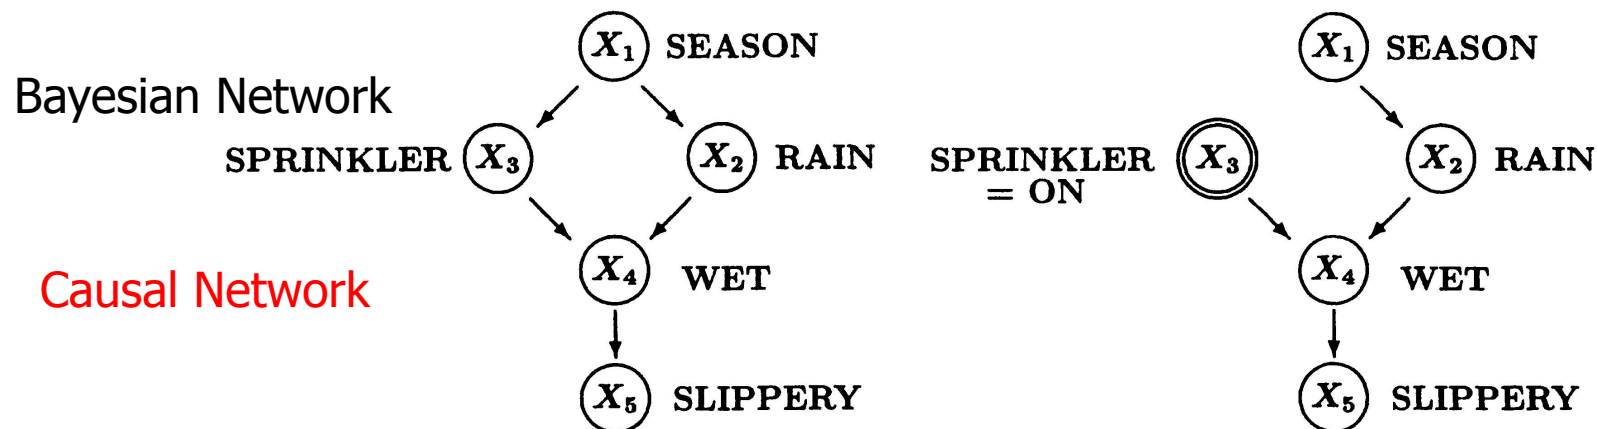 X₁ SEASON
Bayesian Network
SPRINKLER X₃ X₂ RAIN
Causal Network
X₄ WET
X₅ SLIPPERY
X₁ SEASON
SPRINKLER X₃ X₂ RAIN
= ON
X₄ WET
X₅ SLIPPERY